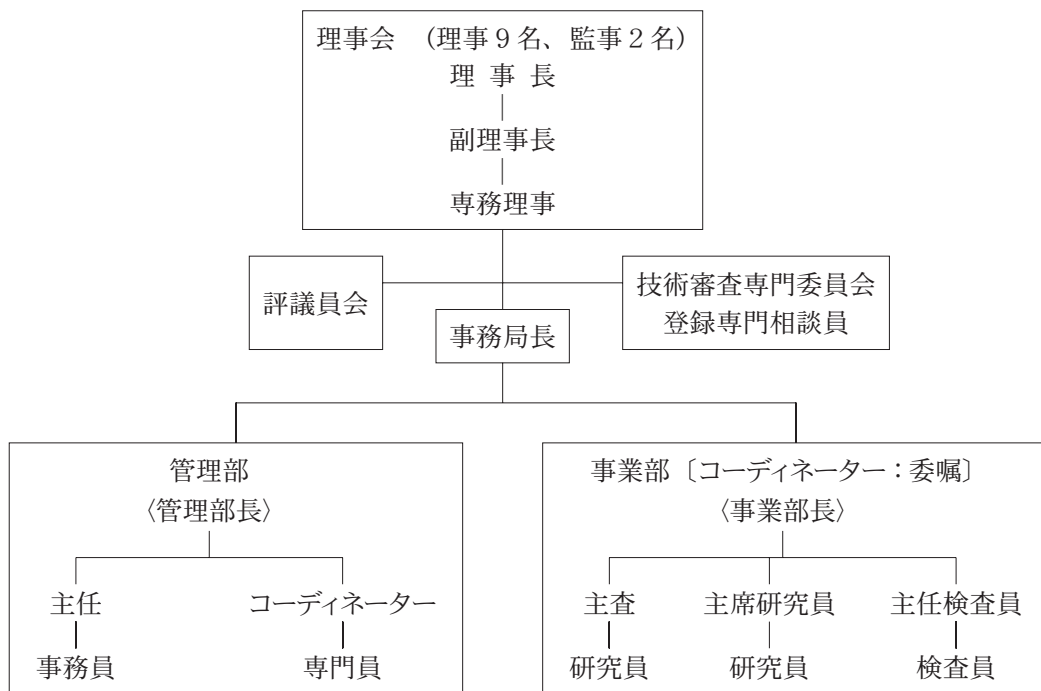 理事会　(理事９名、監事２名)
理 事 長
副理事長
専務理事
評議員会
技術審査専門委員会
登録専門相談員
事務局長
管理部
〈管理部長〉
主任
コーディネーター
事務員
専門員
事業部〔コーディネーター：委嘱〕
〈事業部長〉
主査
主席研究員
主任検査員
研究員
研究員
検査員